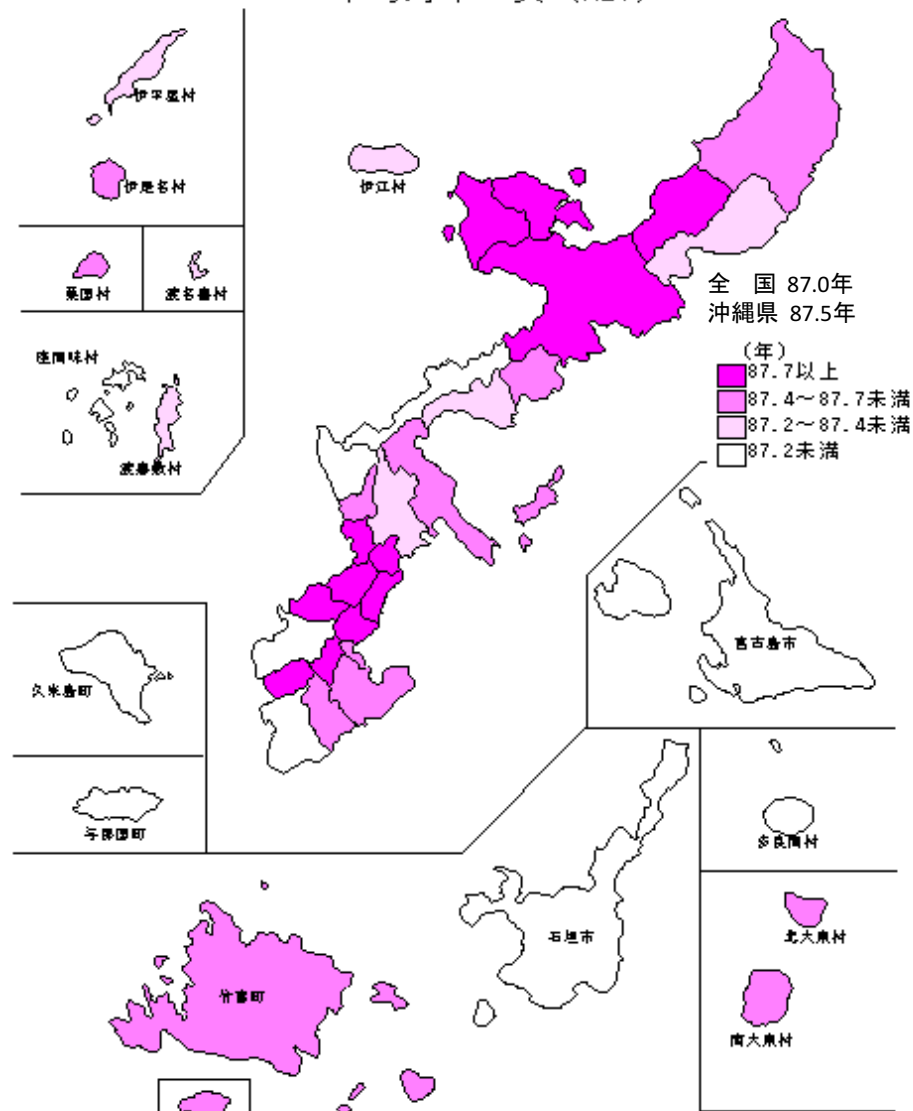 伊平屋村
伊是名村
伊江村
粟国村
渡名喜村
座間味村
渡嘉敷村
全　国 87.0年
沖縄県 87.5年
(年)
87.7以上
87.4～87.7未満
87.2～87.4未満
87.2未満
宮古島市
久米島町
与那国町
多良間村
石垣市
北大東村
南大東村
竹富町